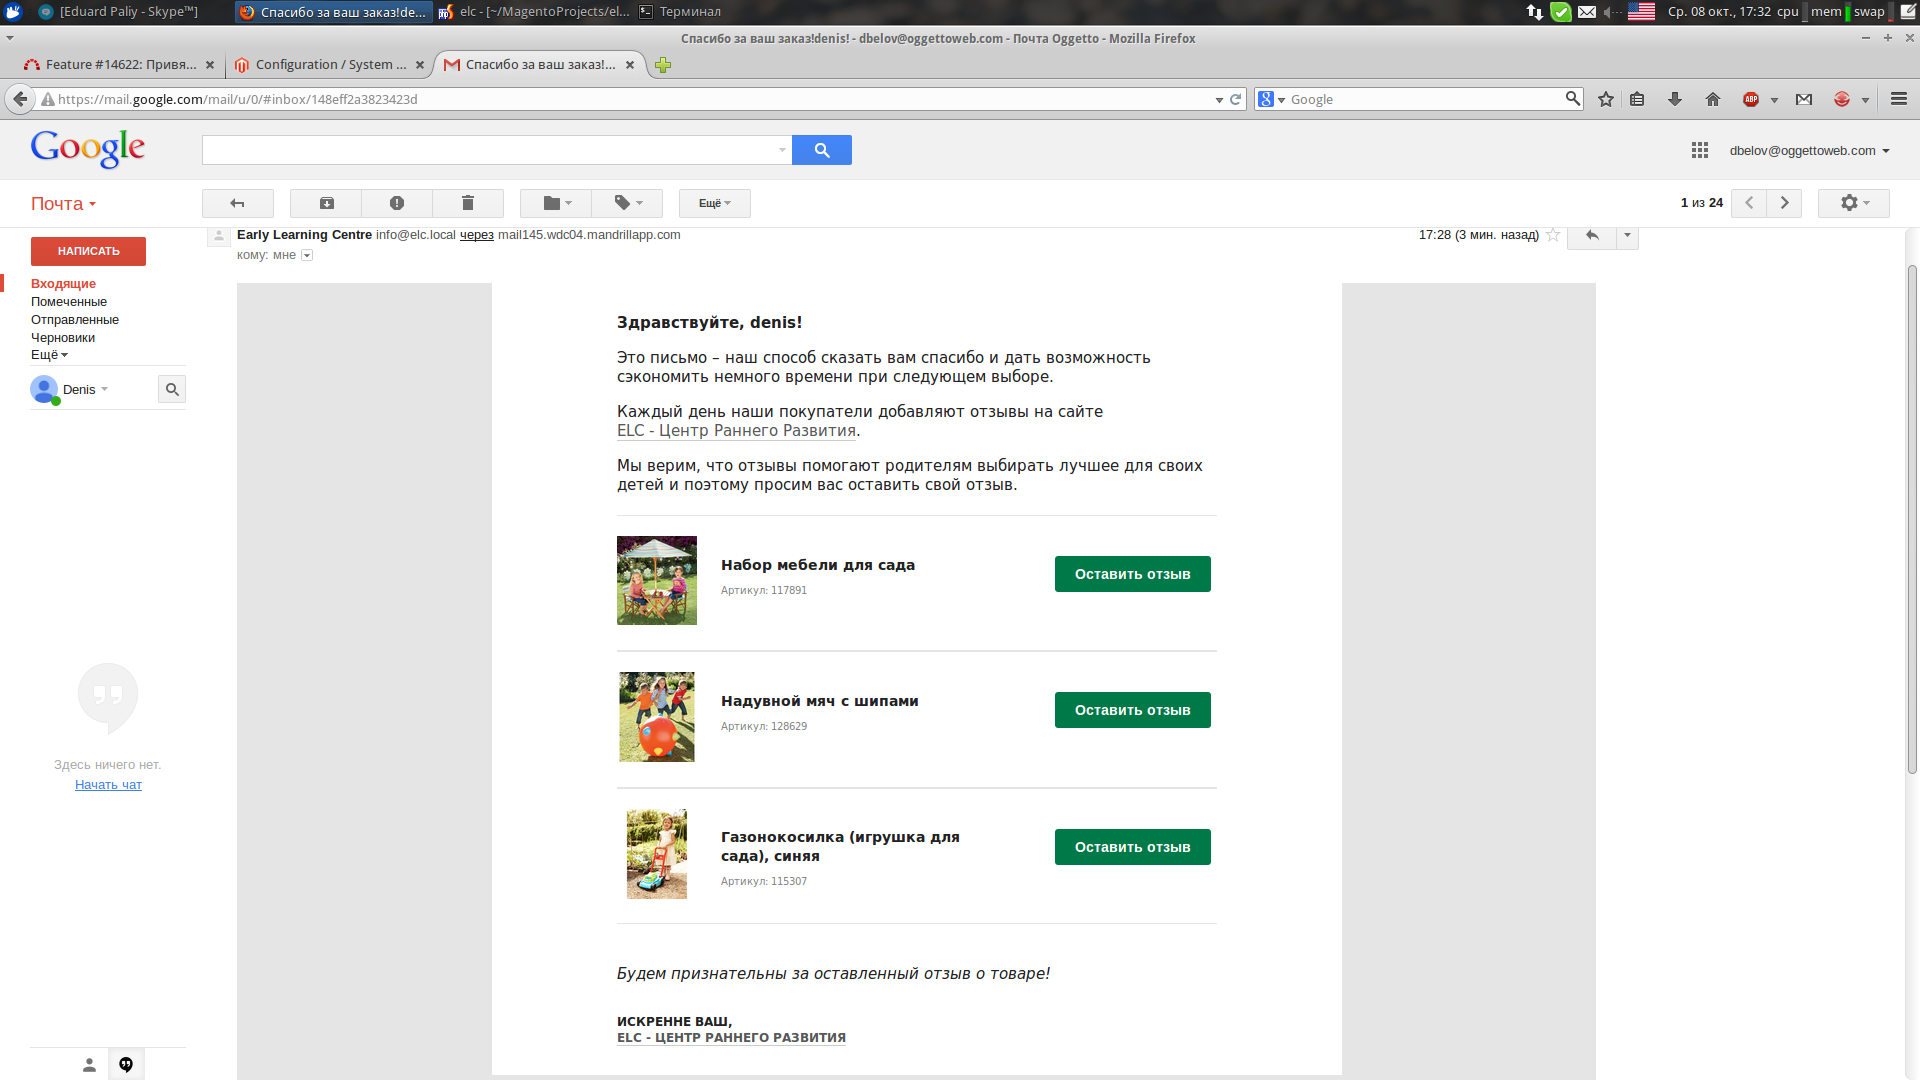 [Eduard Paliy - Skype™]
Спасибо за ваш заказ!de...
elc - [~/MagentoProjects/el...
Терминал
Ср. 08 окт., 17:32 cpu mem swap
Спасибо за ваш заказ!denis! - dbelov@oggettoweb.com - Почта Oggetto - Mozilla Firefox
Feature #14622: Привя...
Configuration / System ...
Спасибо за ваш заказ!...
https://mail.google.com/mail/u/0/#inbox/148eff2a3823423d
Google
ABP
Google
dbelov@oggettoweb.com
Почта
Ещё
1 из 24
НАПИСАТЬ
Входящие
Помеченные
Отправленные
Черновики
Ещё
Denis
Здесь ничего нет.
Начать чат
Early Learning Centre info@elc.local через mail145.wdc04.mandrillapp.com
17:28 (3 мин. назад)
кому: мне
Здравствуйте, denis!
Это письмо – наш способ сказать вам спасибо и дать возможность
сэкономить немного времени при следующем выборе.
Каждый день наши покупатели добавляют отзывы на сайте
ELC - Центр Раннего Развития.
Мы верим, что отзывы помогают родителям выбирать лучшее для своих
детей и поэтому просим вас оставить свой отзыв.
Набор мебели для сада
Артикул: 117891
Оставить отзыв
Надувной мяч с шипами
Артикул: 128629
Оставить отзыв
Газонокосилка (игрушка для
сада), синяя
Артикул: 115307
Оставить отзыв
Будем признательны за оставленный отзыв о товаре!
ИСКРЕННЕ ВАШ,
ELC - ЦЕНТР РАННЕГО РАЗВИТИЯ